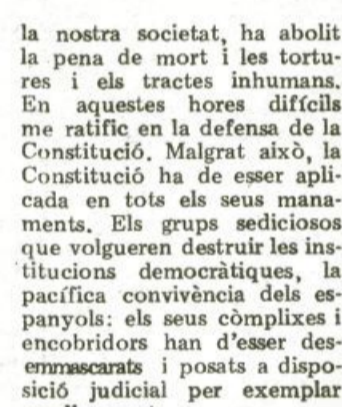 la nostra societat, ha abolit
la pena de mort i les tortu-
res i els tractes inhumans.
En aquestes hores difícils
me ratific en la defensa de la
Constitució. Malgrat això, la
Constitució ha de esser apli-
cada en tots els seus mana-
ments. Els grups sediciosos
que volgueren destruir les ins-
titucions democràtiques, la
pacífica convivència dels es-
panyols: els seus còmplixes i
encobridors han d'esser des-
emmascarats i posats a dispo-
sició judicial per exemplar